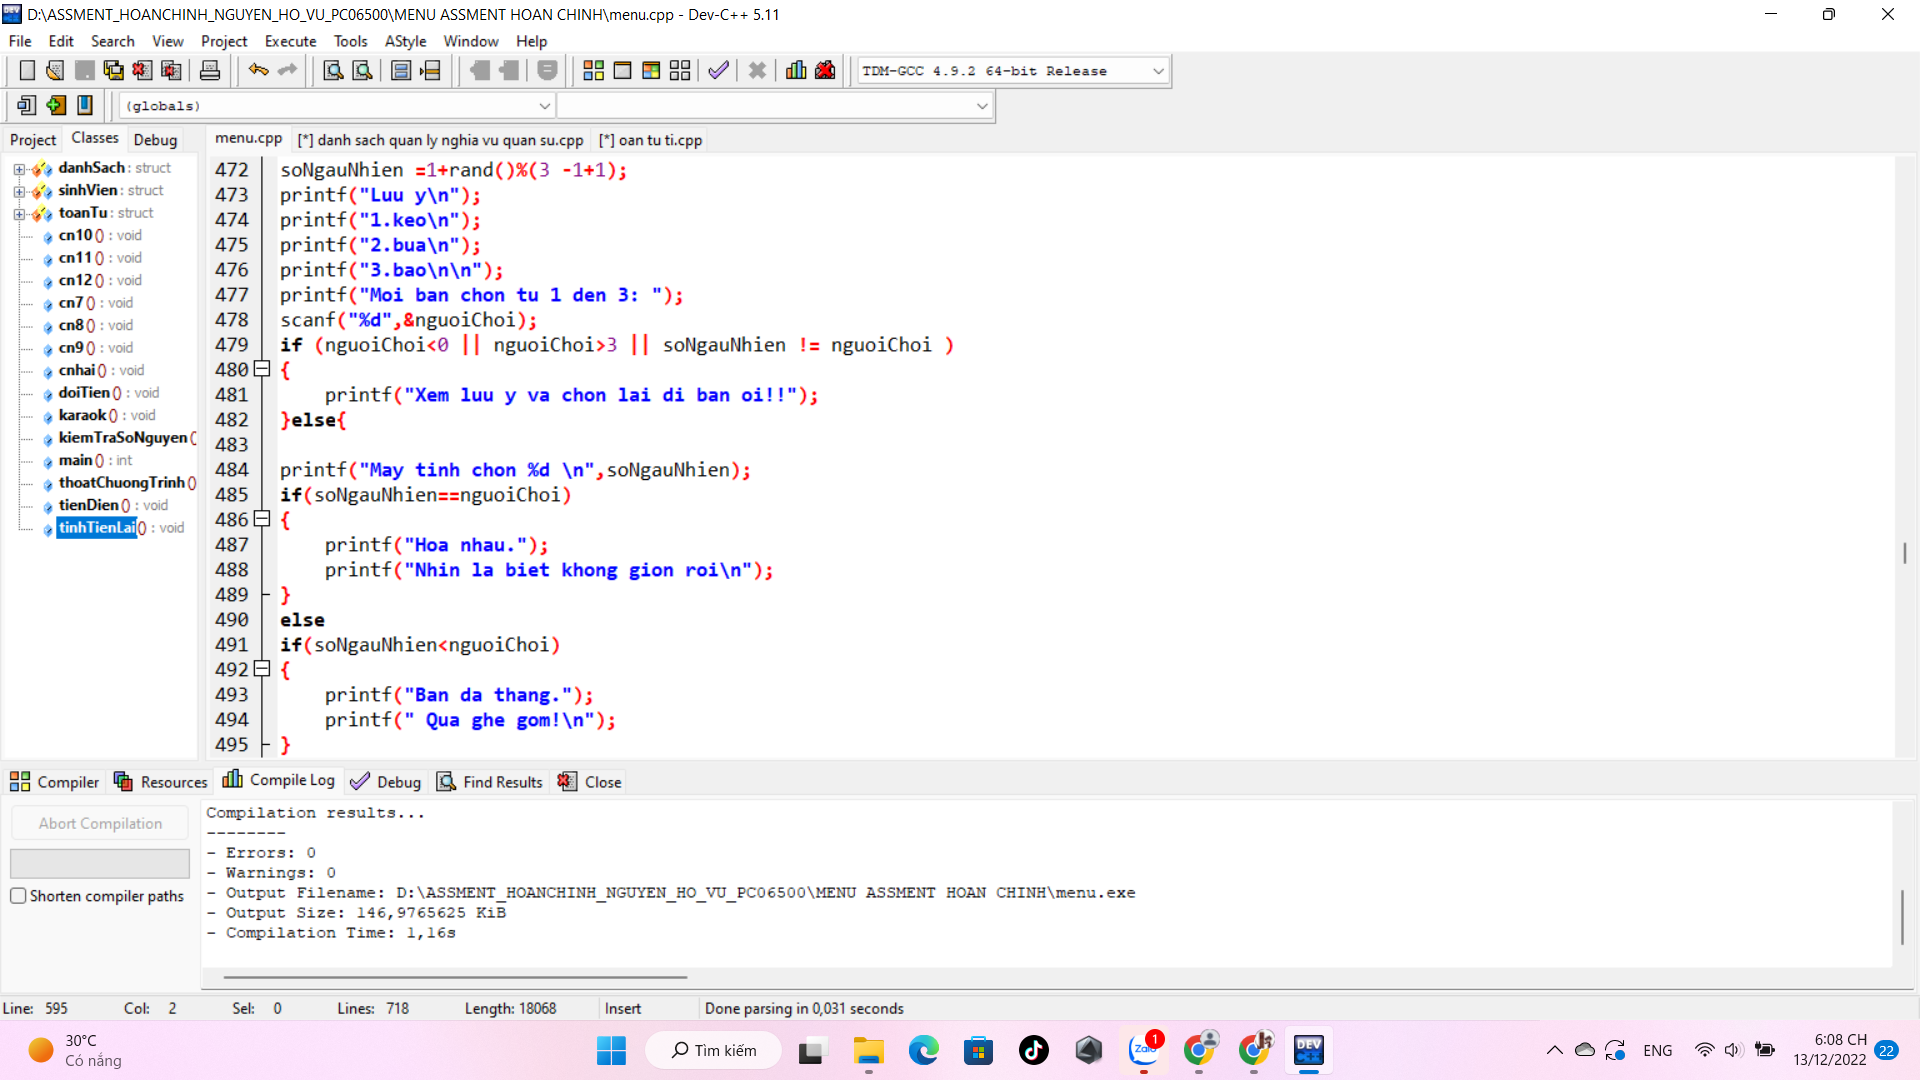 D:\ASSMENT_HOANCHINH_NGUYEN_HO_VU_PC06500\MENU ASSMENT HOAN CHINH\menu.cpp - Dev-C++ 5.11
File Edit Search View Project Execute Tools AStyle Window Help
TDM-GCC 4.9.2 64-bit Release
(globals)
Project Classes Debug
menu.cpp [*] danh sach quan ly nghia vu quan su.cpp [*] oan tu ti.cpp
danhSach : struct
sinhVien : struct
toanTu : struct
cn10 () : void
cn11 () : void
cn12 () : void
cn7 () : void
cn8 () : void
cn9 () : void
cnhai () : void
doiTien () : void
karaok () : void
kiemTraSoNguyen (
main () : int
thoatChuongTrinh ()
tienDien () : void
tinhTienLai () : void
472 soNgauNhien =1+rand()%(3 -1+1);
473 printf("Luu y\n");
474 printf("1.keo\n");
475 printf("2.bua\n");
476 printf("3.bao\n\n");
477 printf("Moi ban chon tu 1 den 3: ");
478 scanf("%d",&nguoiChoi);
479 if (nguoiChoi<0 || nguoiChoi>3 || soNgauNhien != nguoiChoi )
480 {
481 printf("Xem luu y va chon lai di ban oi!!");
482 }else{
483
484 printf("May tinh chon %d \n",soNgauNhien);
485 if(soNgauNhien==nguoiChoi)
486 {
487 printf("Hoa nhau.");
488 printf("Nhin la biet khong gion roi\n");
489 }
490 else
491 if(soNgauNhien<nguoiChoi)
492 {
493 printf("Ban da thang.");
494 printf(" Qua ghe gom!\n");
495 }
Compiler Resources Compile Log Debug Find Results Close
Abort Compilation
Shorten compiler paths
Compilation results...
--------
- Errors: 0
- Warnings: 0
- Output Filename: D:\ASSMENT_HOANCHINH_NGUYEN_HO_VU_PC06500\MENU ASSMENT HOAN CHINH\menu.exe
- Output Size: 146,9765625 KiB
- Compilation Time: 1,16s
Line: 595 Col: 2 Sel: 0 Lines: 718 Length: 18068 Insert Done parsing in 0,031 seconds
30°C
Có nắng
Tìm kiếm
Zalo
1
DEV
C++
ENG
6:08 CH
13/12/2022
22